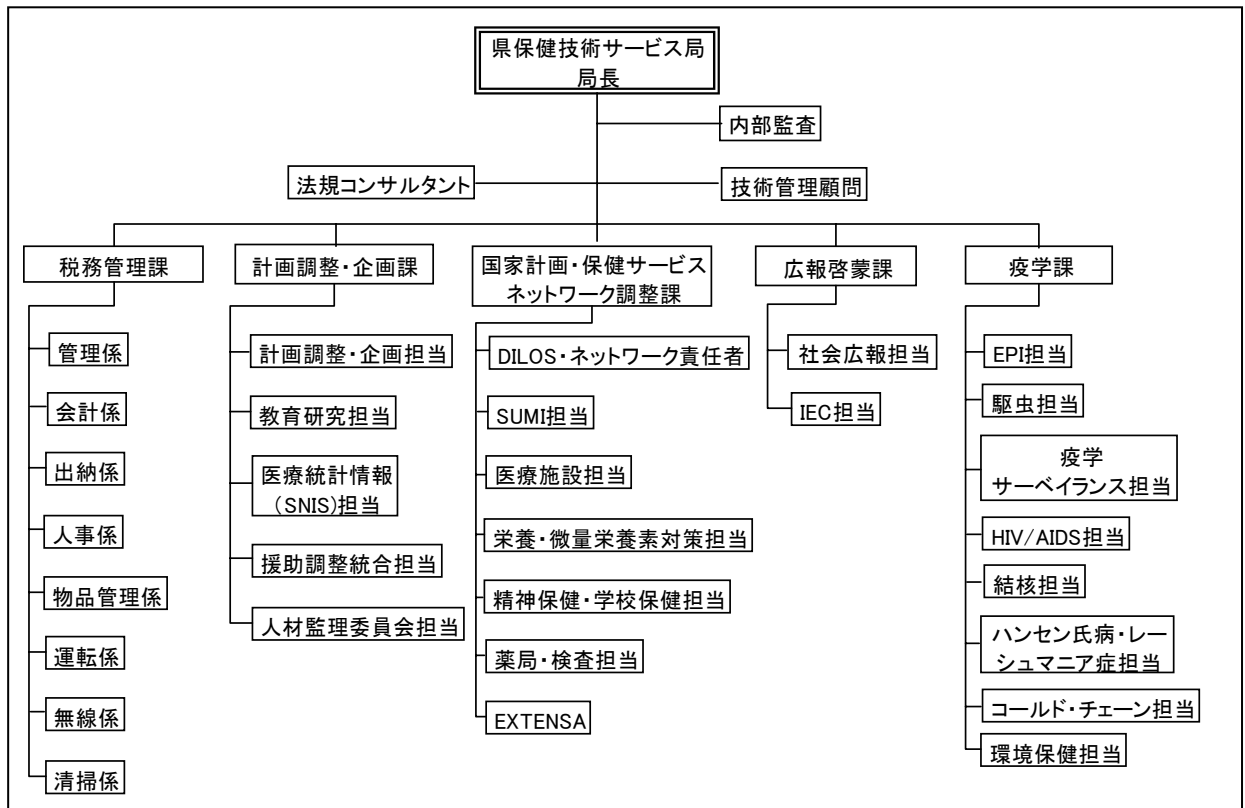 県保健技術サービス局
局長
内部監査
法規コンサルタント
技術管理顧問
税務管理課
管理係
会計係
出納係
人事係
物品管理係
運転係
無線係
清掃係
計画調整・企画課
計画調整・企画担当
教育研究担当
医療統計情報
(SNIS)担当
援助調整統合担当
人材監理委員会担当
国家計画・保健サービス
ネットワーク調整課
DILOS・ネットワーク責任者
SUMI担当
医療施設担当
栄養・微量栄養素対策担当
精神保健・学校保健担当
薬局・検査担当
EXTENSA
広報啓蒙課
社会広報担当
IEC担当
疫学課
EPI担当
駆虫担当
疫学
サーベイランス担当
HIV/AIDS担当
結核担当
ハンセン氏病・レー
シュマニア症担当
コールド・チェーン担当
環境保健担当